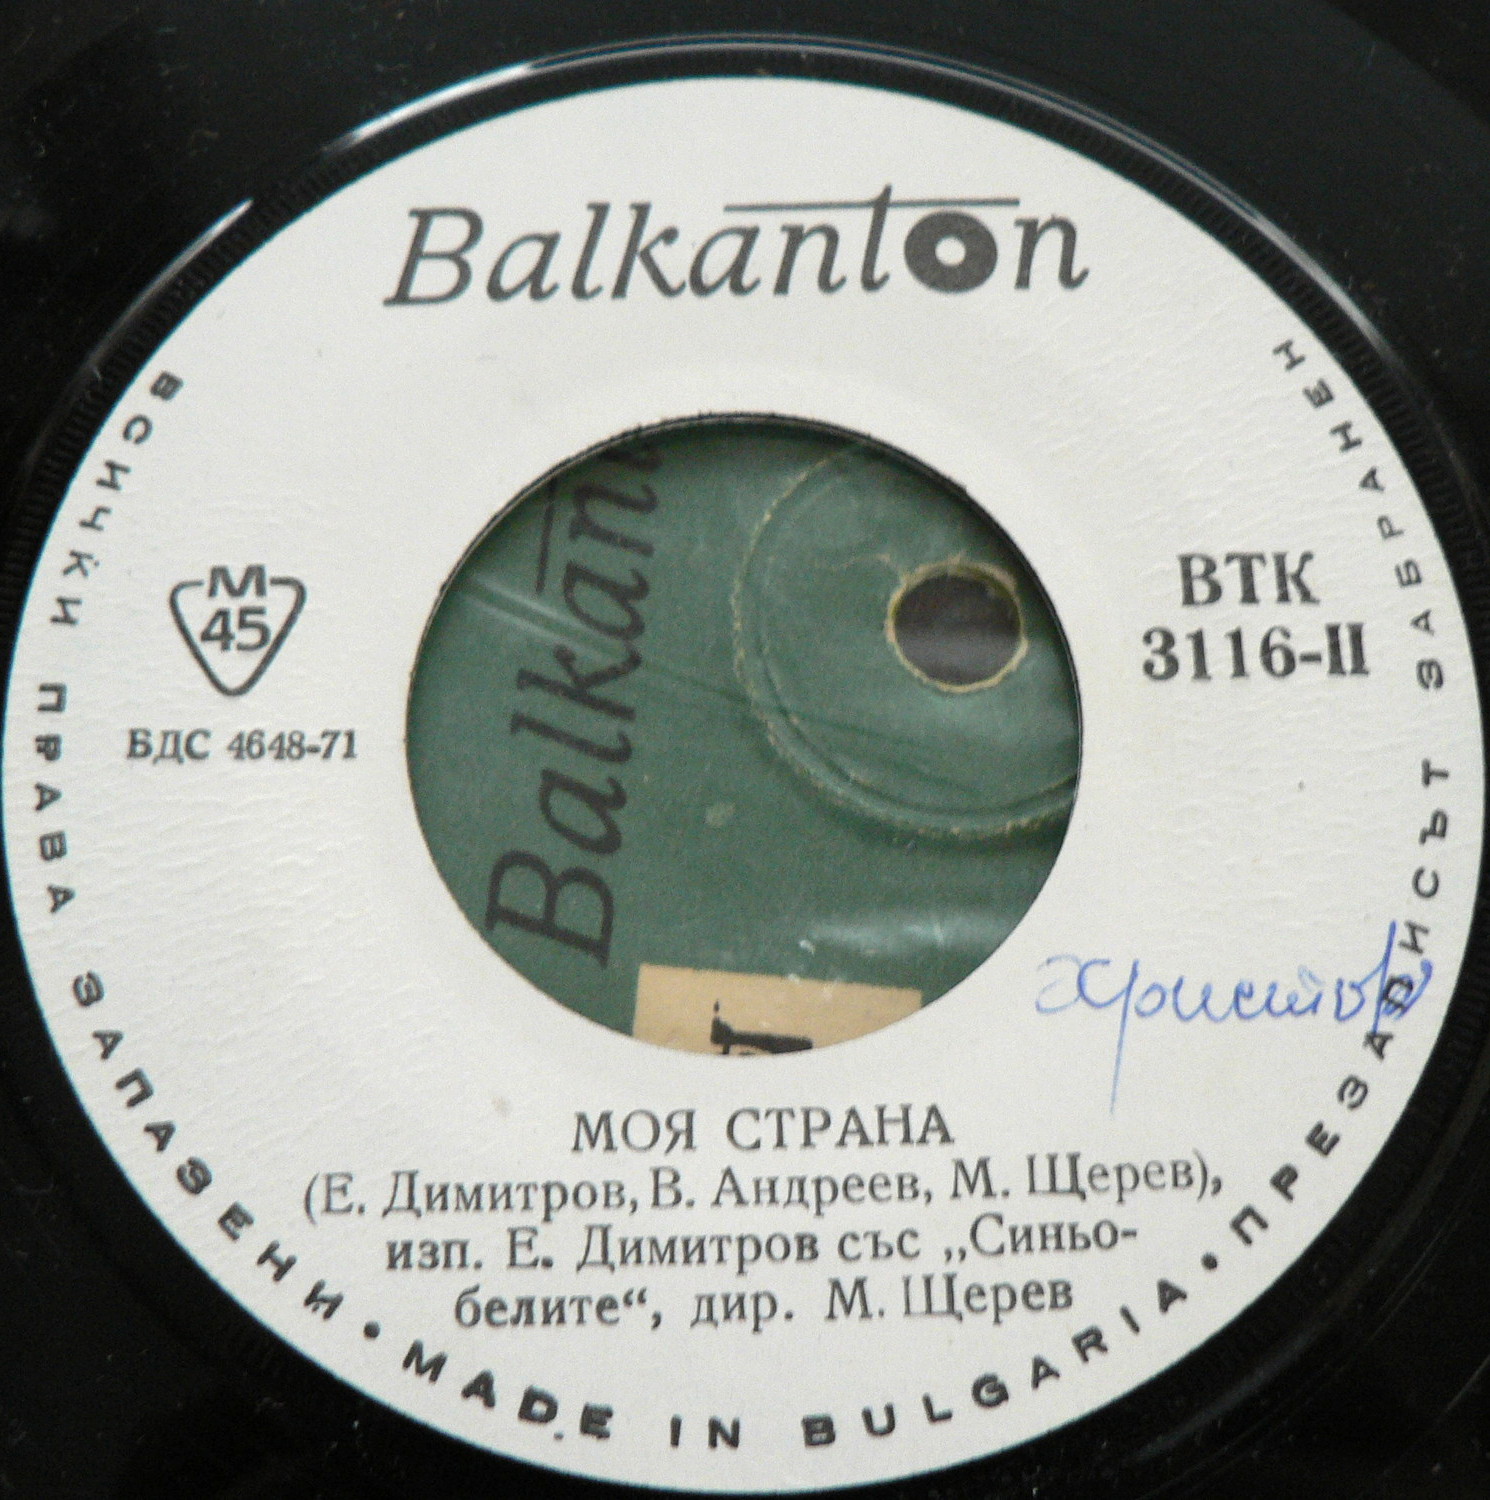 Balkanton
М
45
БДС 4648-71
ВТК
3116-II
Balkan
Христов
МОЯ СТРАНА
(Е. Димитров, В. Андреев, М. Щерев),
изп. Е. Димитров със „Синьо-
белите“, дир. М. Щерев
ВСИЧКИ ПРАВА ЗАПАЗЕНИ • MADE IN BULGARIA • ПРЕЗАПИСЪТ ЗАБРАНЕН